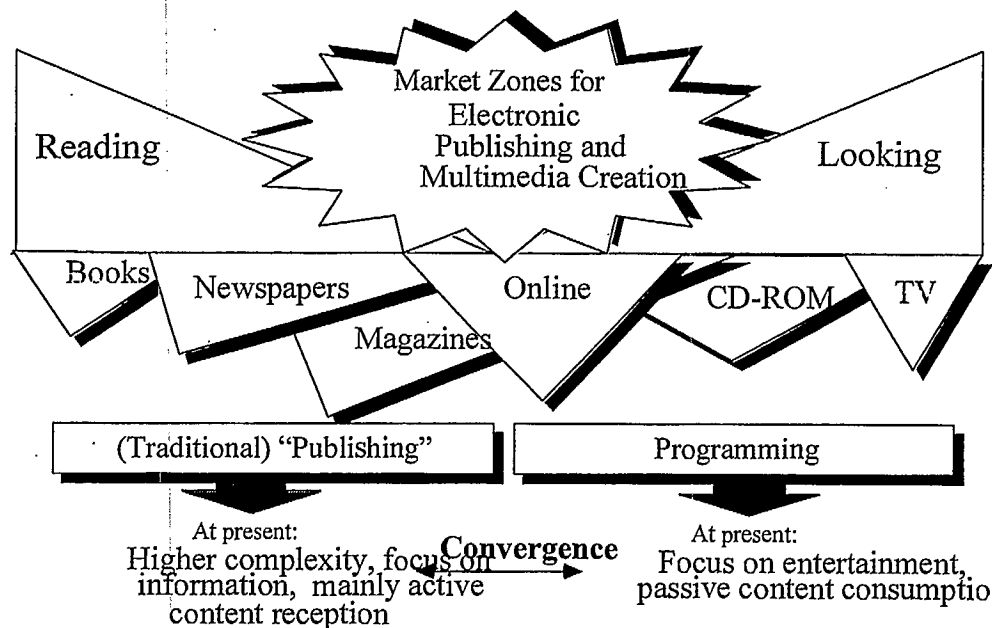 Market Zones for
Electronic
Publishing and
Multimedia Creation
Reading
Looking
Books
Newspapers
Magazines
Online
CD-ROM
TV
(Traditional) “Publishing”
Programming
At present:
Higher complexity, focus on
information, mainly active
content reception
Convergence
At present:
Focus on entertainment,
passive content consumptio